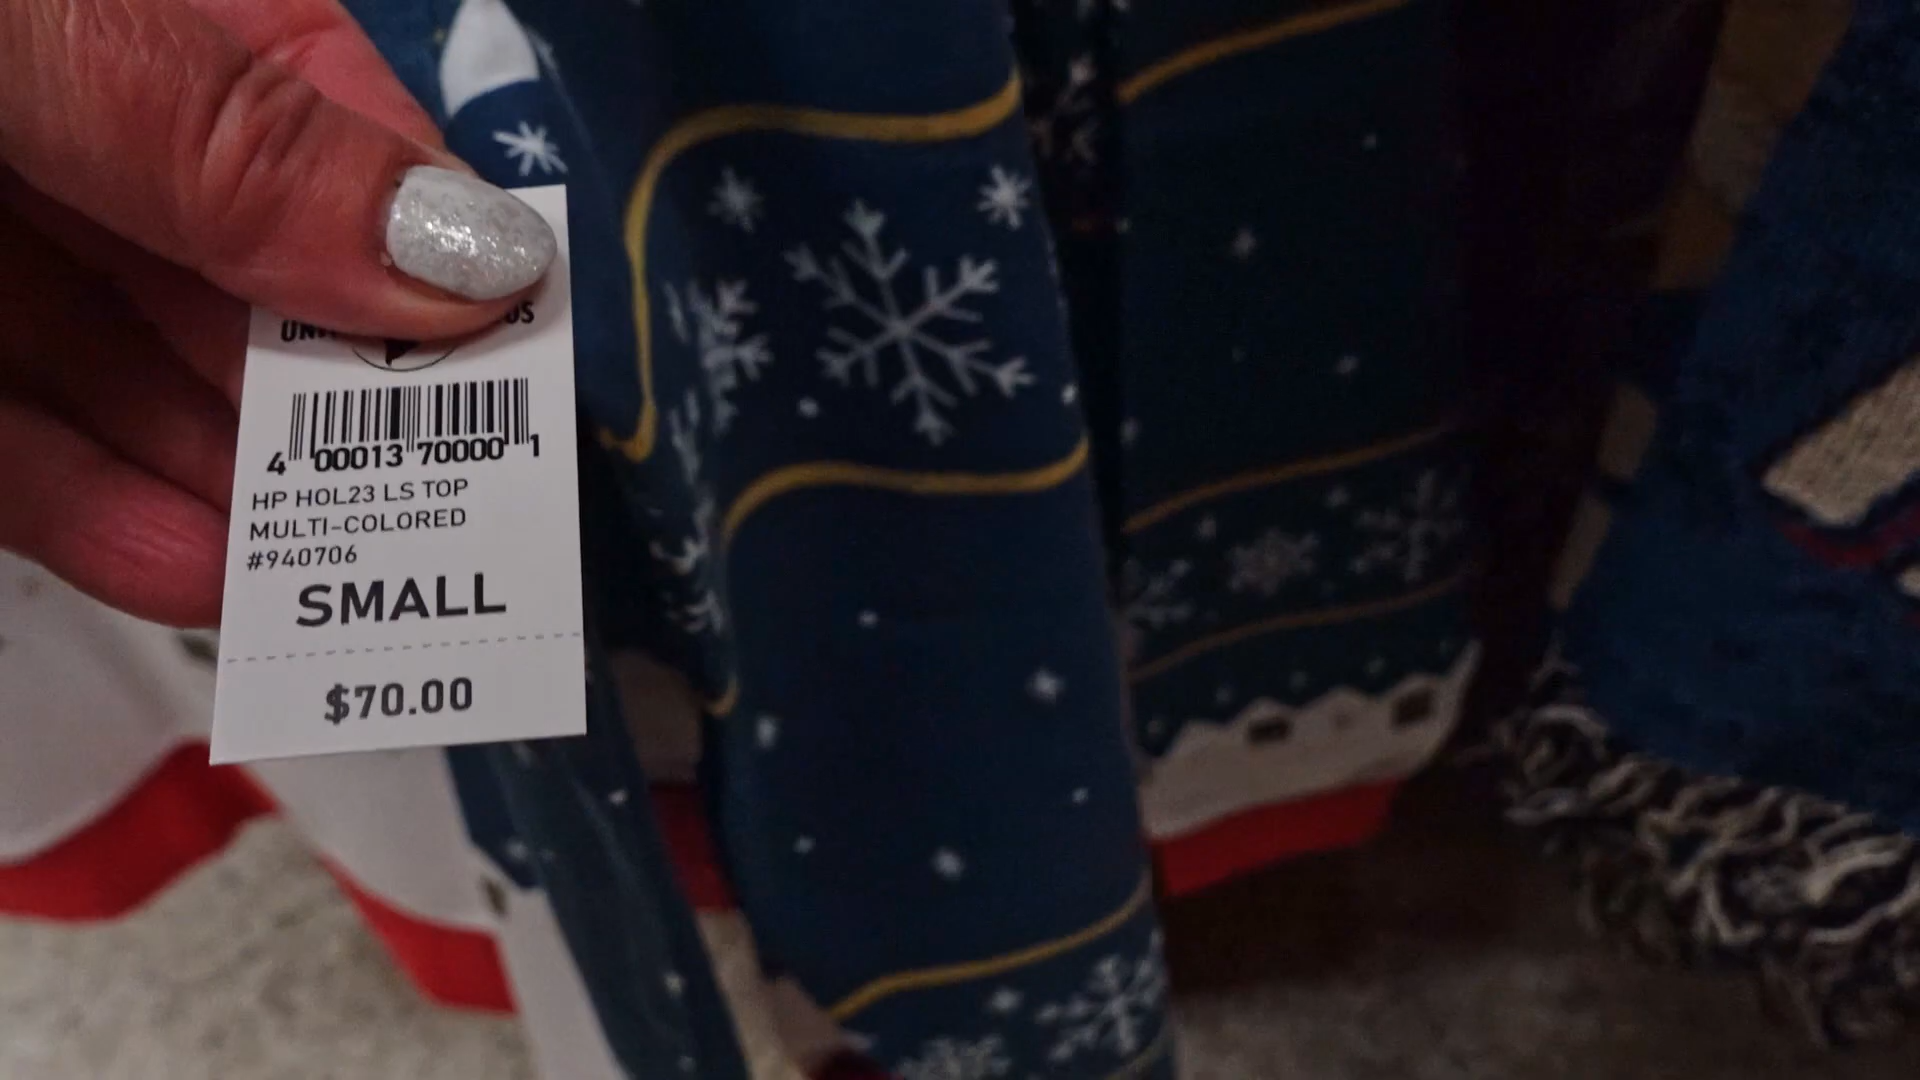 4 00013 70000 1
HP HOL23 LS TOP
MULTI-COLORED
#940706
SMALL
$70.00